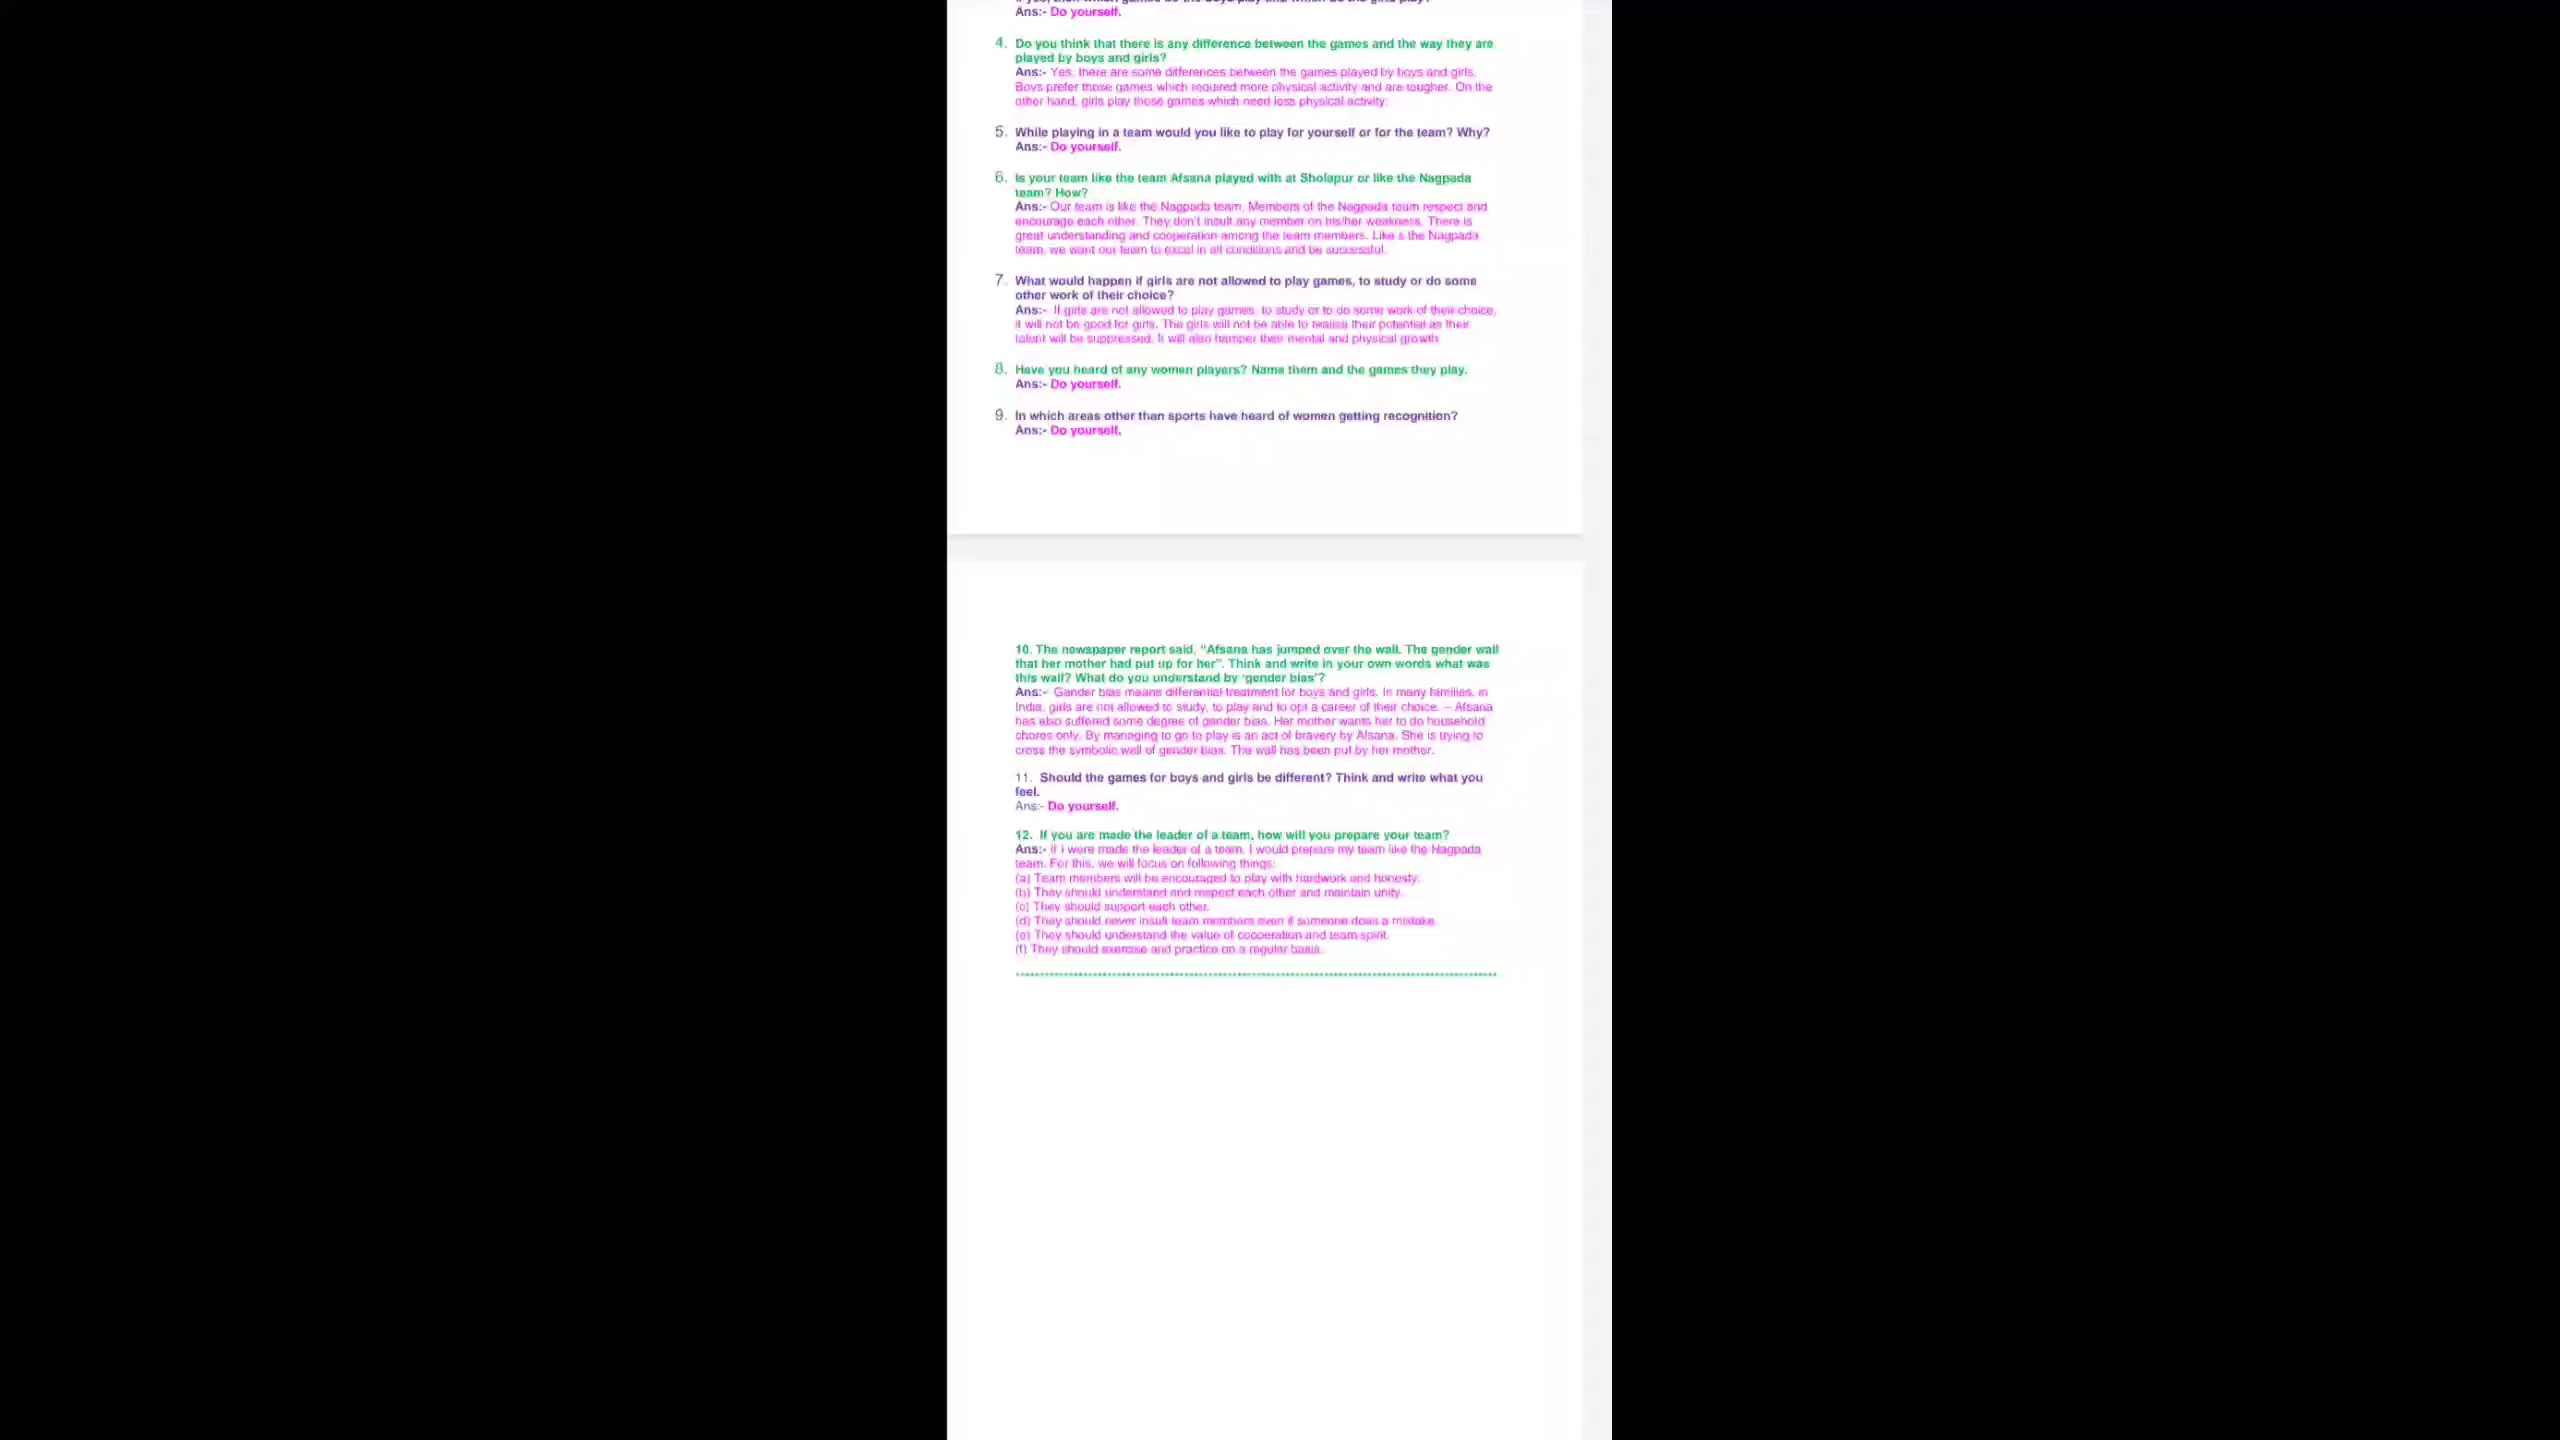 Ans:- Do yourself.
4. Do you think that there is any difference between the games and the way they are
played by boys and girls?
Ans:- Yes, there are some differences between the games played by boys and girls.
Boys prefer those games which required more physical activity and are tougher. On the
other hand, girls play those games which need less physical activity.
5. While playing in a team would you like to play for yourself or for the team? Why?
Ans:- Do yourself.
6. Is your team like the team Afsana played with at Sholapur or like the Nagpada
team? How?
Ans:- Our team is like the Nagpada team. Members of the Nagpada team respect and
encourage each other. They don't insult any member on his/her weakness. There is
great understanding and cooperation among the team members. Like s the Nagpada
team, we want our team to excel in all conditions and be successful.
7. What would happen if girls are not allowed to play games, to study or do some
other work of their choice?
Ans:- If girls are not allowed to play games, to study or to do some work of their choice,
it will not be good for girls. The girls will not be able to realise their potential as their
talent will be suppressed. It will also hamper their mental and physical growth
8. Have you heard of any women players? Name them and the games they play.
Ans:- Do yourself.
9. In which areas other than sports have heard of women getting recognition?
Ans:- Do yourself.
10. The newspaper report said, “Afsana has jumped over the wall. The gender wall
that her mother had put up for her”. Think and write in your own words what was
this wall? What do you understand by ‘gender bias’?
Ans:- Gender bias means differential treatment for boys and girls. In many families, in
India, girls are not allowed to study, to play and to opt a career of their choice. – Afsana
has also suffered some degree of gender bias. Her mother wants her to do household
chores only. By managing to go to play is an act of bravery by Afsana. She is trying to
cross the symbolic wall of gender bias. The wall has been put by her mother.
11. Should the games for boys and girls be different? Think and write what you
feel.
Ans:- Do yourself.
12. If you are made the leader of a team, how will you prepare your team?
Ans:- If i were made the leader of a team, I would prepare my team like the Nagpada
team. For this, we will focus on following things:
(a) Team members will be encouraged to play with hardwork and honesty.
(b) They should understand and respect each other and maintain unity.
(c) They should support each other.
(d) They should never insult team members even if someone does a mistake.
(e) They should understand the value of cooperation and team spirit.
(f) They should exercise and practice on a regular basis.